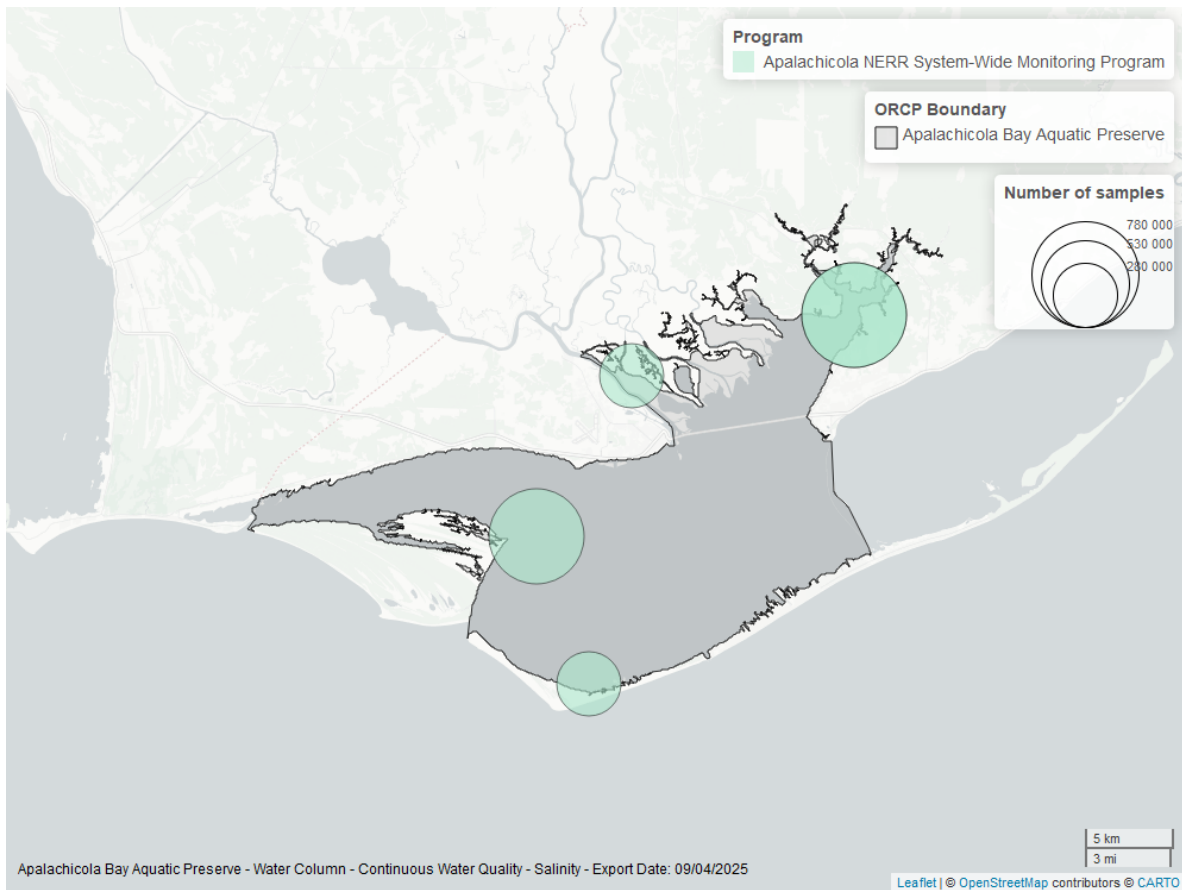 Program
Apalachicola NERR System-Wide Monitoring Program
ORCP Boundary
Apalachicola Bay Aquatic Preserve
Number of samples
780 000
530 000
280 000
5 km
3 mi
Apalachicola Bay Aquatic Preserve - Water Column - Continuous Water Quality - Salinity - Export Date: 09/04/2025
Leaflet | © OpenStreetMap contributors © CARTO